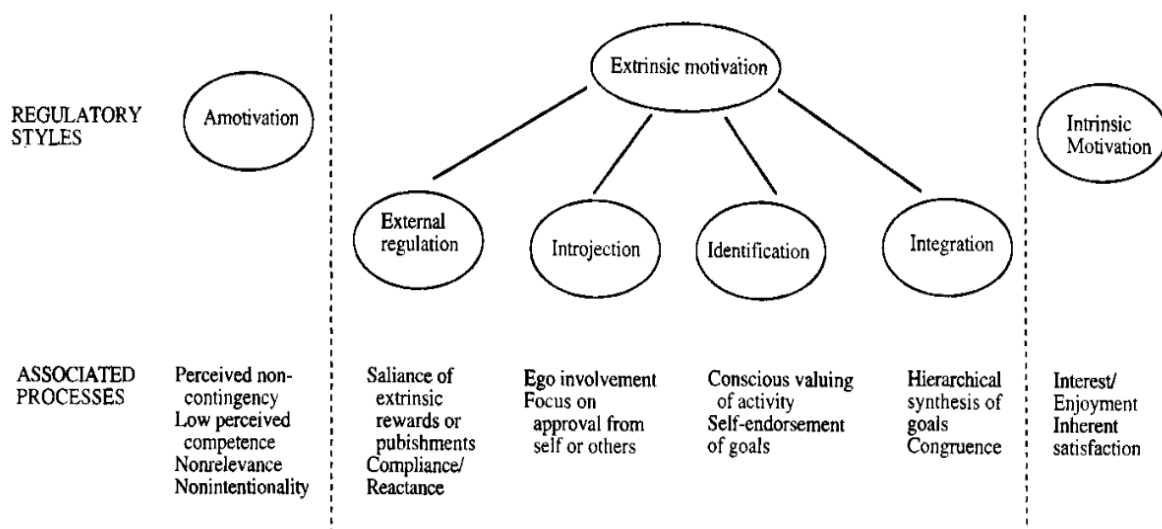 Extrinsic motivation
REGULATORY
STYLES
Amotivation
Intrinsic
Motivation
External
regulation
Introjection
Identification
Integration
ASSOCIATED
PROCESSES
Perceived non-
contingency
Low perceived
competence
Nonrelevance
Nonintentionality
Saliance of
extrinsic
rewards or
pubishments
Compliance/
Reactance
Ego involvement
Focus on
approval from
self or others
Conscious valuing
of activity
Self-endorsement
of goals
Hierarchical
synthesis of
goals
Congruence
Interest/
Enjoyment
Inherent
satisfaction